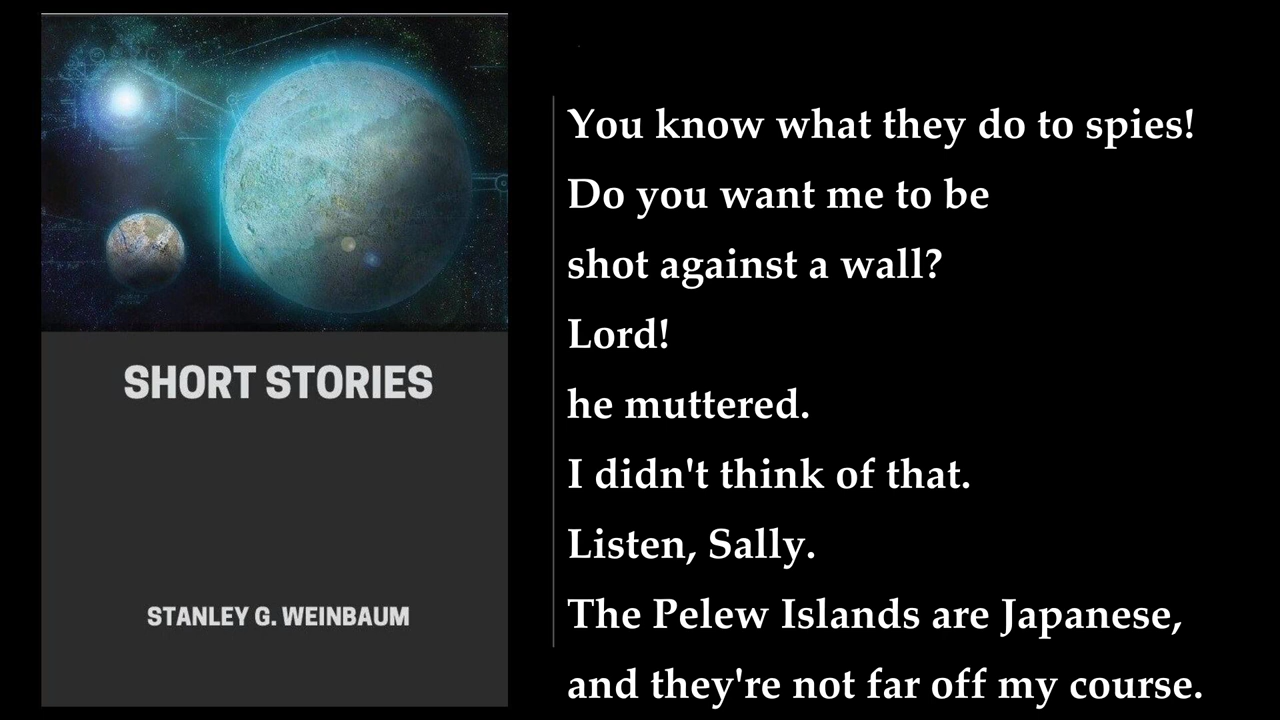 SHORT STORIES
STANLEY G. WEINBAUM
You know what they do to spies!
Do you want me to be
shot against a wall?
Lord!
he muttered.
I didn't think of that.
Listen, Sally.
The Pelew Islands are Japanese,
and they're not far off my course.